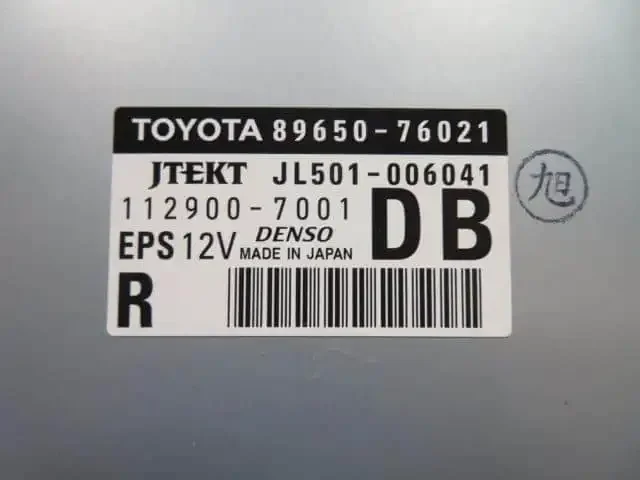 TOYOTA 89650-76021
JTEKT JL501-006041
112900-7001
EPS 12V DENSO MADE IN JAPAN DB
R
旭